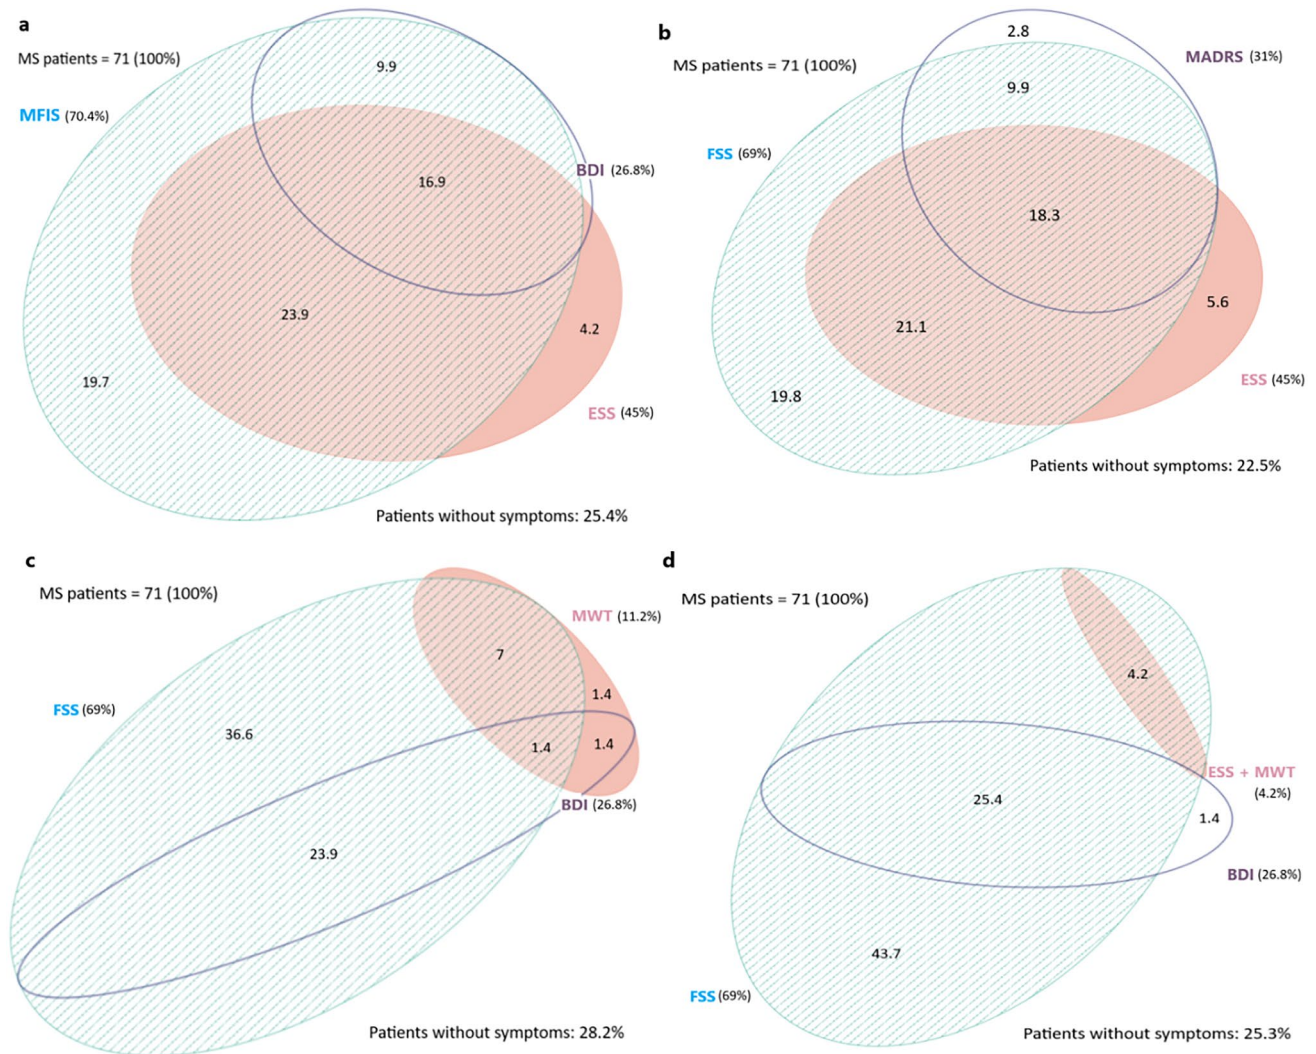 a
MS patients = 71 (100%)
MFIS (70.4%)
9.9
BDI (26.8%)
16.9
23.9
4.2
19.7
ESS (45%)
Patients without symptoms: 25.4%
b
2.8
MADRS (31%)
MS patients = 71 (100%)
9.9
FSS (69%)
18.3
5.6
21.1
ESS (45%)
19.8
Patients without symptoms: 22.5%
c
MS patients = 71 (100%)
MWT (11.2%)
7
1.4
FSS (69%)
36.6
1.4
1.4
BDI (26.8%)
23.9
Patients without symptoms: 28.2%
d
MS patients = 71 (100%)
4.2
ESS + MWT
(4.2%)
25.4
1.4
BDI (26.8%)
43.7
FSS (69%)
Patients without symptoms: 25.3%